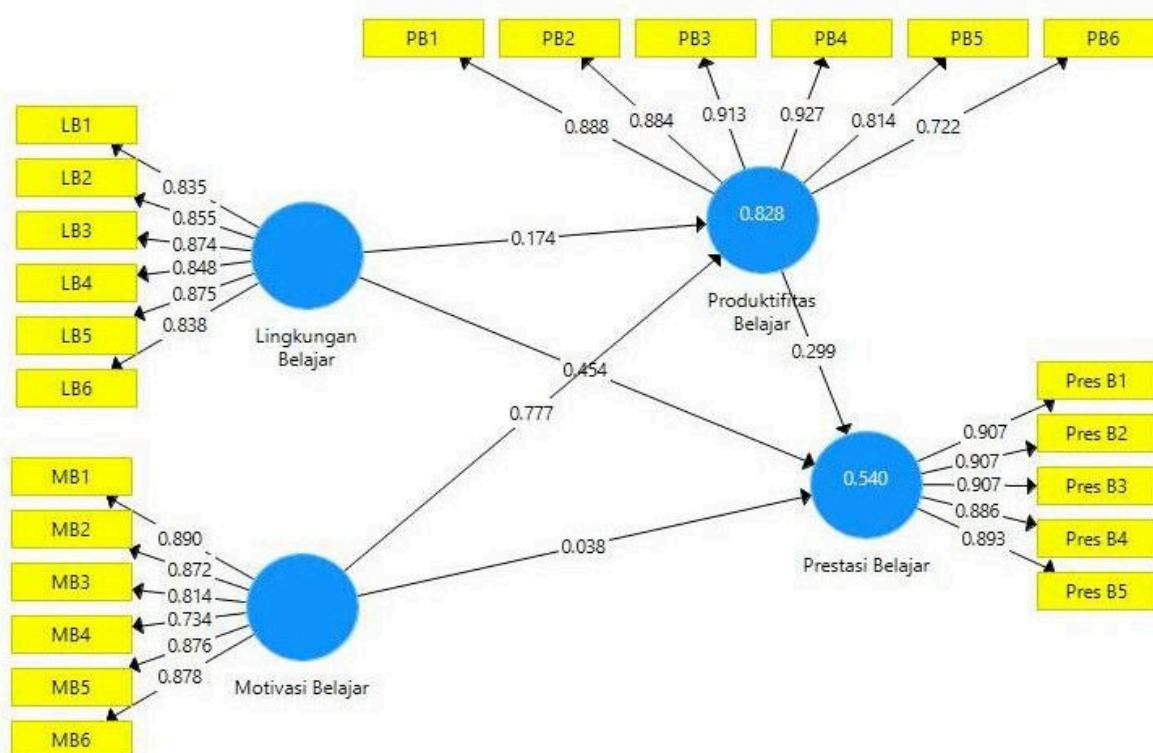 PB1 PB2 PB3 PB4 PB5 PB6
0.888 0.884 0.913 0.927 0.814 0.722
LB1
LB2
LB3
LB4
LB5
LB6
0.835
0.855
0.874
0.848
0.875
0.838
Lingkungan
Belajar
0.174
0.828
Produktifitas
Belajar
0.454
0.777
0.299
0.038
MB1
MB2
MB3
MB4
MB5
MB6
0.890
0.872
0.814
0.734
0.876
0.878
Motivasi Belajar
0.540
Prestasi Belajar
0.907
0.907
0.907
0.886
0.893
Pres B1
Pres B2
Pres B3
Pres B4
Pres B5